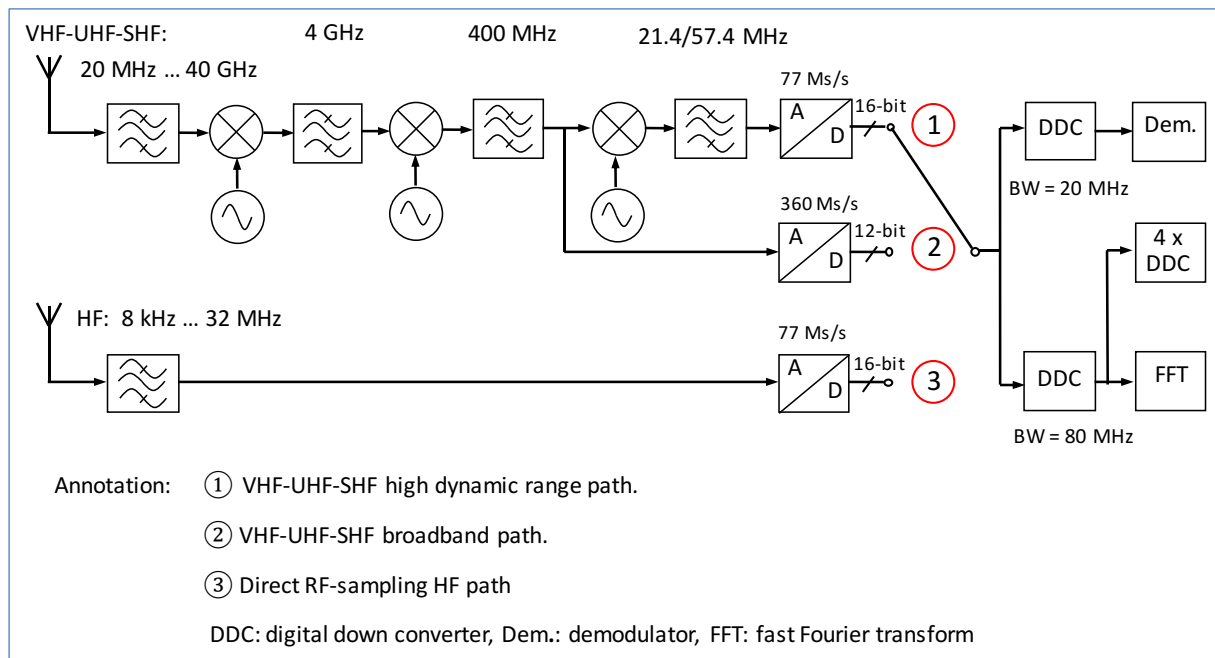 VHF-UHF-SHF: 4 GHz 400 MHz 21.4/57.4 MHz
20 MHz ... 40 GHz
77 Ms/s
A
D
16-bit
1
DDC
Dem.
BW = 20 MHz
360 Ms/s
A
D
12-bit
2
4 x
DDC
HF: 8 kHz ... 32 MHz
77 Ms/s
A
D
16-bit
3
DDC
FFT
BW = 80 MHz
Annotation: ① VHF-UHF-SHF high dynamic range path.
② VHF-UHF-SHF broadband path.
③ Direct RF-sampling HF path
DDC: digital down converter, Dem.: demodulator, FFT: fast Fourier transform